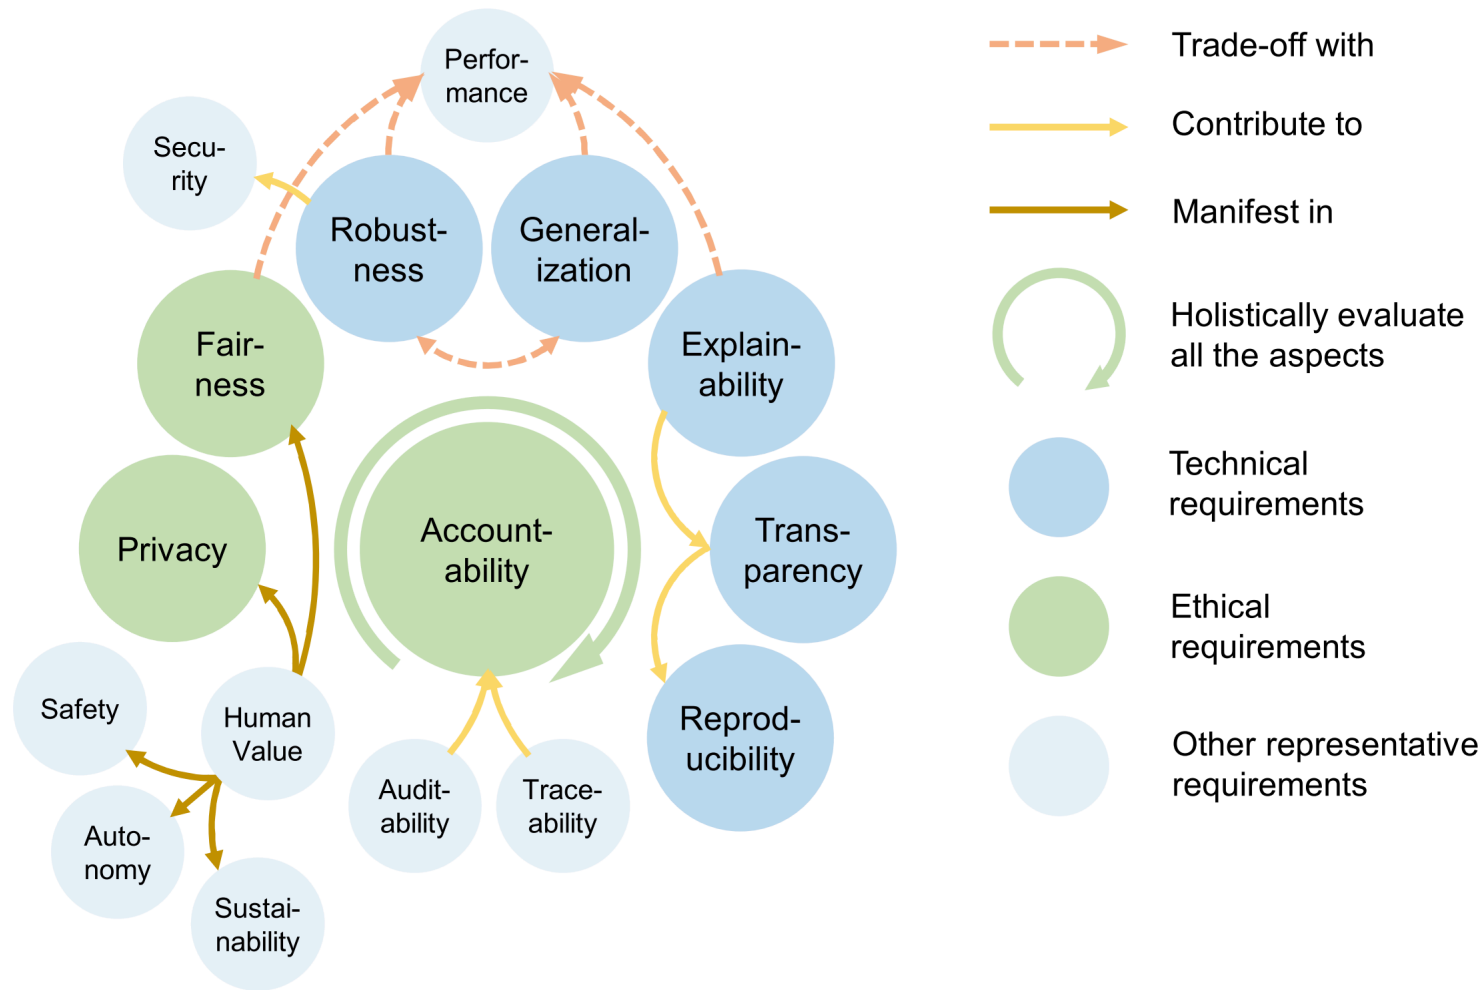 Perfor-
mance
Secu-
rity
Robust-
ness
General-
ization
Fair-
ness
Explain-
ability
Privacy
Account-
ability
Trans-
parency
Safety
Human
Value
Reprod-
ucibility
Audit-
ability
Trace-
ability
Auto-
nomy
Sustai-
nability
Trade-off with
Contribute to
Manifest in
Holistically evaluate
all the aspects
Technical
requirements
Ethical
requirements
Other representative
requirements